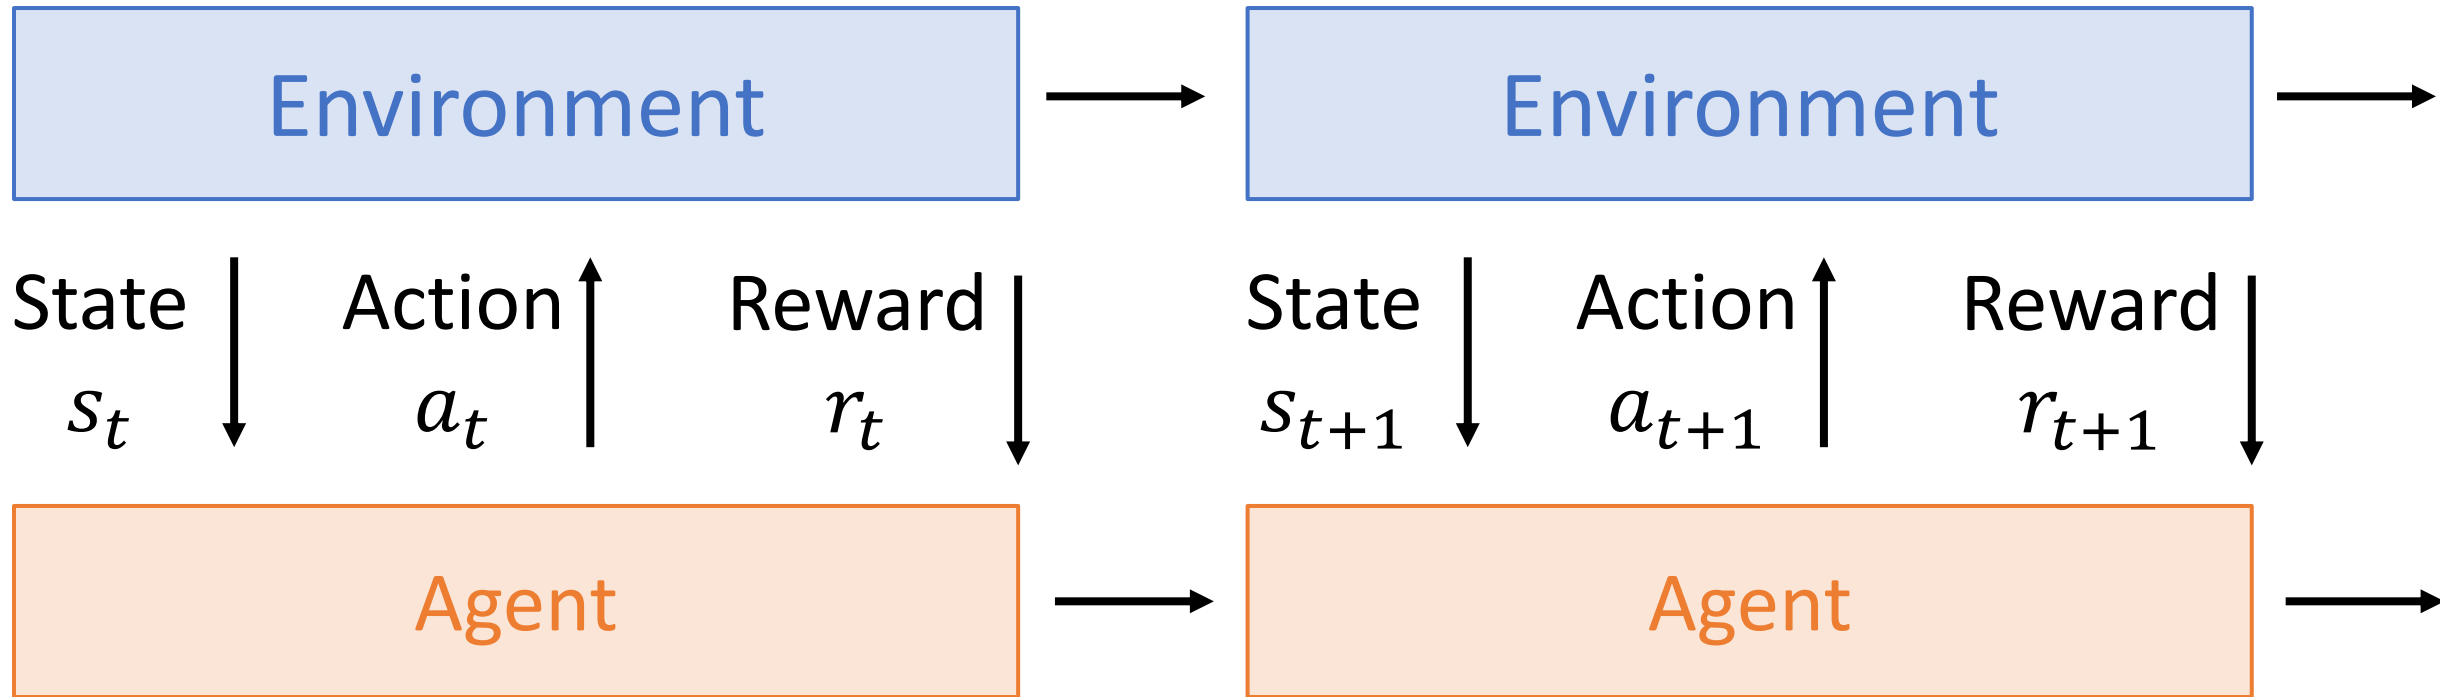 Environment
Environment
State
Action
Reward
State
Action
Reward
s_t
a_t
r_t
s_{t+1}
a_{t+1}
r_{t+1}
Agent
Agent